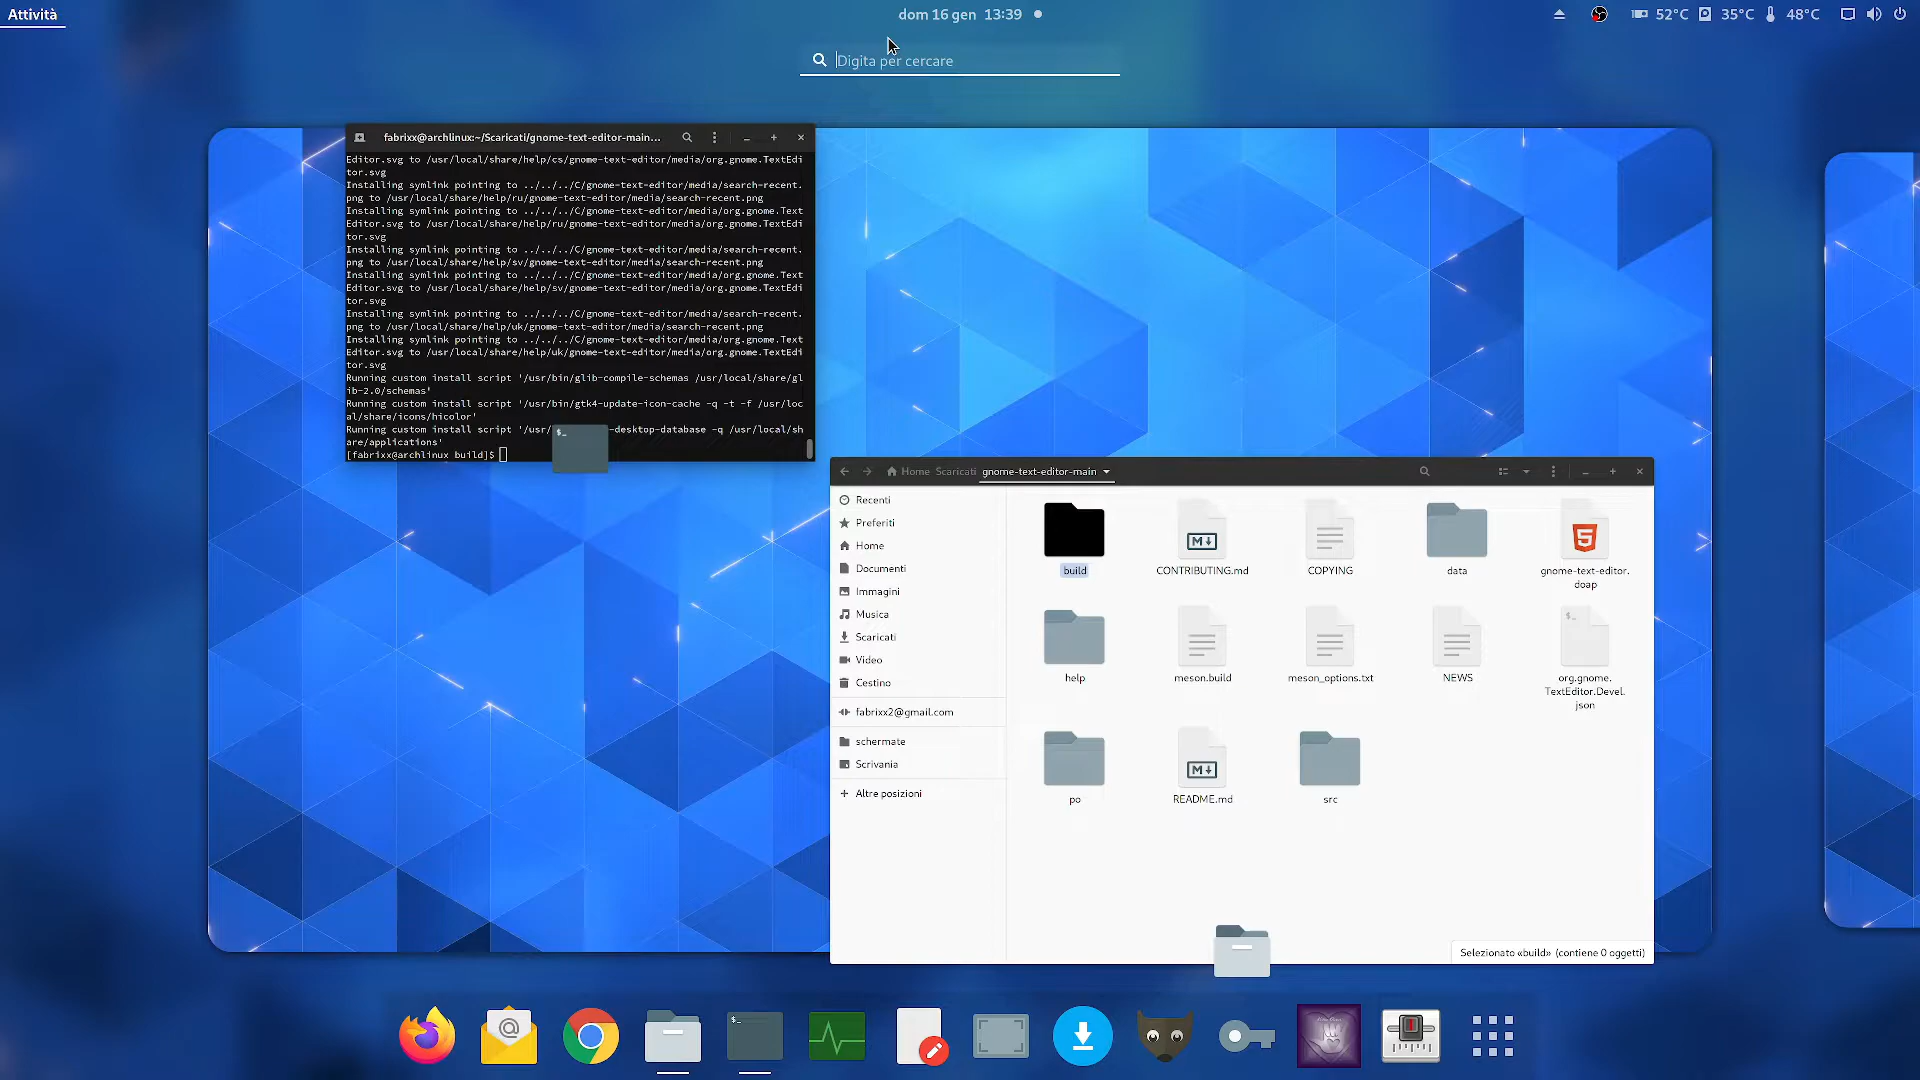 Attività
dom 16 gen 13:39
52°C
35°C
48°C
Digita per cercare
fabrixx@archlinux:~/Scaricati/gnome-text-editor-main...
Editor.svg to /usr/local/share/help/cs/gnome-text-editor/media/org.gnome.TextEdi
tor.svg
Installing symlink pointing to ../../../C/gnome-text-editor/media/search-recent.
png to /usr/local/share/help/ru/gnome-text-editor/media/search-recent.png
Installing symlink pointing to ../../../C/gnome-text-editor/media/org.gnome.Text
Editor.svg to /usr/local/share/help/ru/gnome-text-editor/media/org.gnome.TextEdi
tor.svg
Installing symlink pointing to ../../../C/gnome-text-editor/media/search-recent.
png to /usr/local/share/help/sv/gnome-text-editor/media/search-recent.png
Installing symlink pointing to ../../../C/gnome-text-editor/media/org.gnome.Text
Editor.svg to /usr/local/share/help/sv/gnome-text-editor/media/org.gnome.TextEdi
tor.svg
Installing symlink pointing to ../../../C/gnome-text-editor/media/search-recent.
png to /usr/local/share/help/uk/gnome-text-editor/media/search-recent.png
Installing symlink pointing to ../../../C/gnome-text-editor/media/org.gnome.Text
Editor.svg to /usr/local/share/help/uk/gnome-text-editor/media/org.gnome.TextEdi
tor.svg
Running custom install script '/usr/bin/glib-compile-schemas /usr/local/share/gl
ib-2.0/schemas'
Running custom install script '/usr/bin/gtk4-update-icon-cache -q -t -f /usr/loc
al/share/icons/hicolor'
Running custom install script '/usr/ -desktop-database -q /usr/local/sh
are/applications'
[fabrixx@archlinux build]$
Home Scaricati gnome-text-editor-main
Recenti
Preferiti
Home
Documenti
Immagini
Musica
Scaricati
Video
Cestino
fabrixx2@gmail.com
schermate
Scrivania
Altre posizioni
build
CONTRIBUTING.md
COPYING
data
gnome-text-editor.
doap
help
meson.build
meson_options.txt
NEWS
org.gnome.
TextEditor.Devel.
json
po
README.md
src
Selezionato «build» (contiene 0 oggetti)